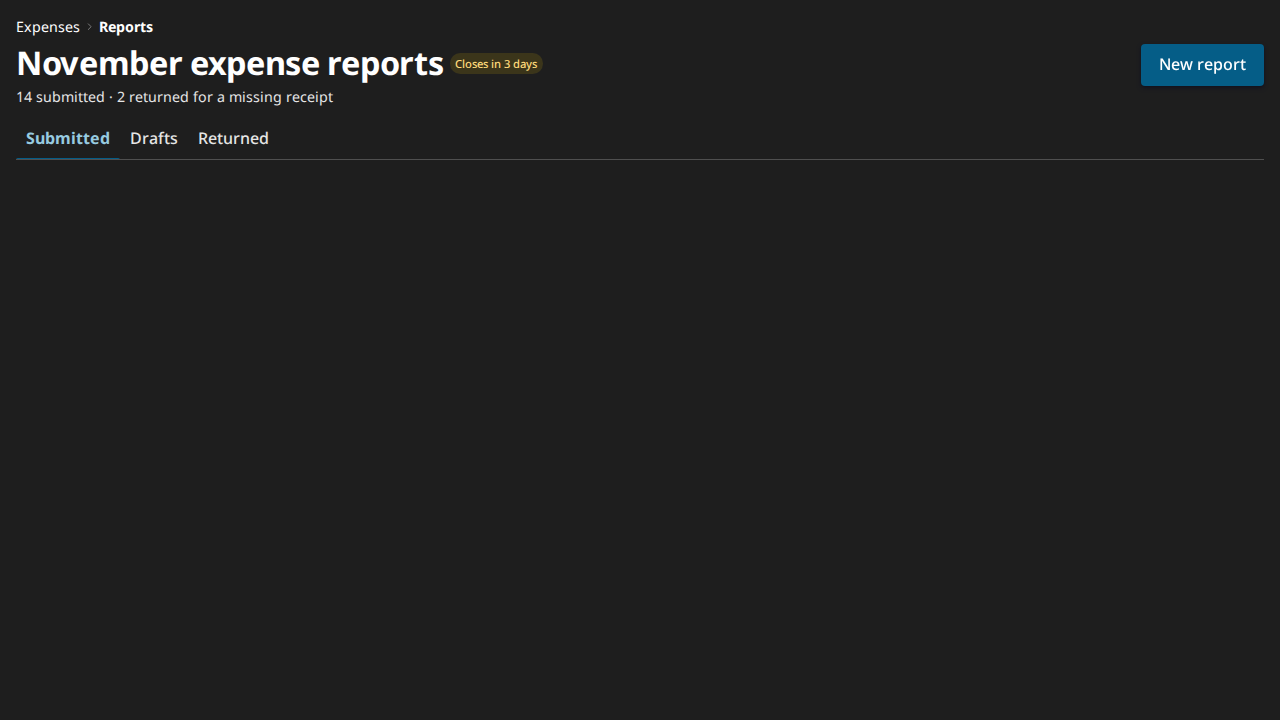 Expenses > Reports
November expense reports Closes in 3 days
New report
14 submitted · 2 returned for a missing receipt
Submitted Drafts Returned